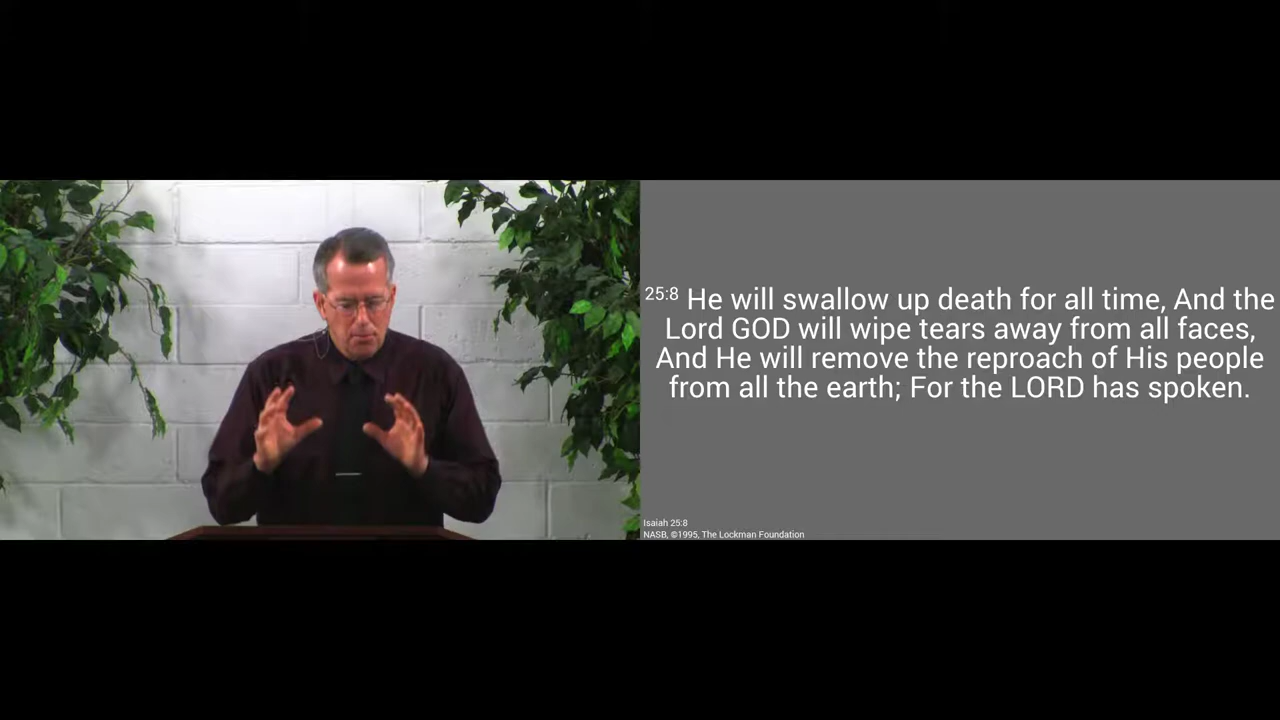 25:8 He will swallow up death for all time, And the
Lord GOD will wipe tears away from all faces,
And He will remove the reproach of His people
from all the earth; For the LORD has spoken.
Isaiah 25:8
NASB, ©1995, The Lockman Foundation